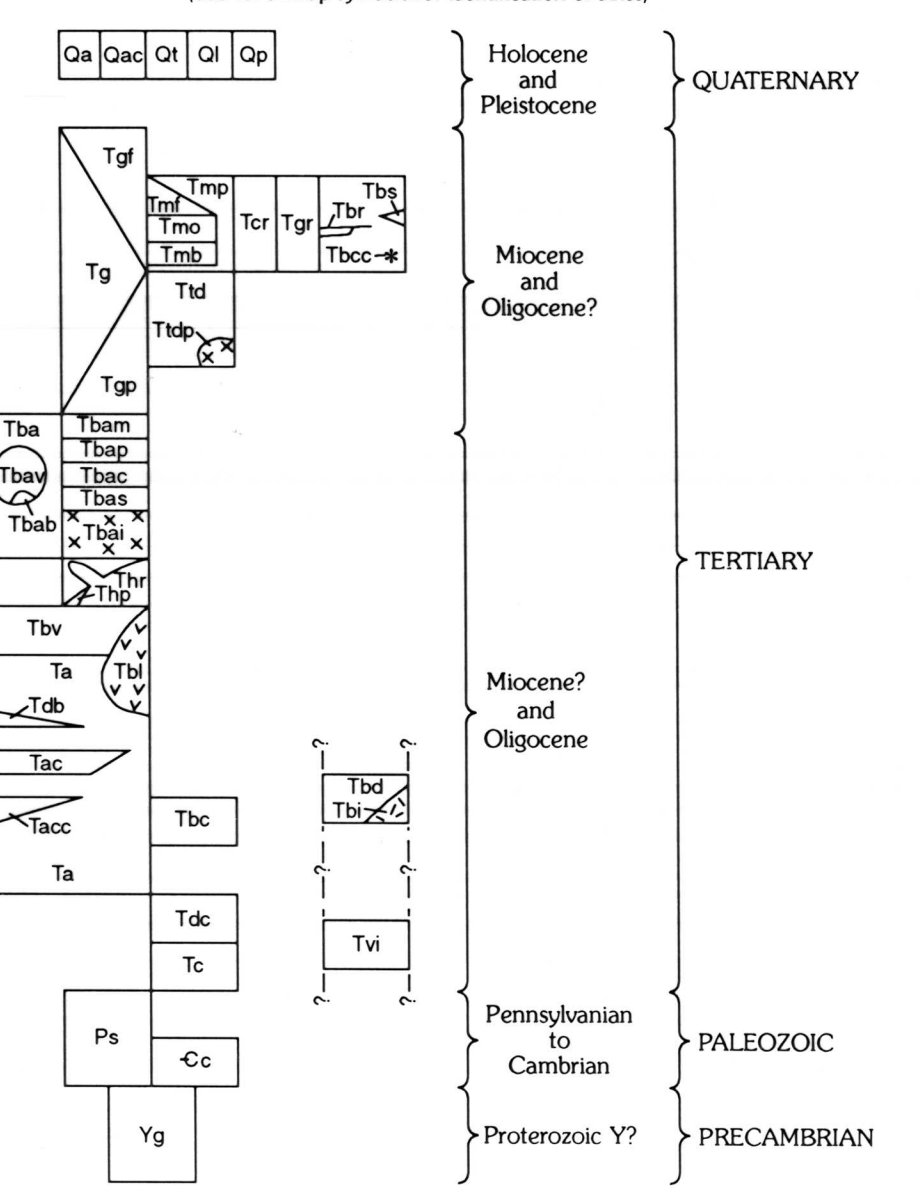 Qa Qac Qt Ql Qp
Holocene
and
Pleistocene
QUATERNARY
Tgf
Tmp
Tmf
Tmo
Tmb
Tcr
Tgr
Tbs
Tbr
Tbcc
Tg
Ttd
Ttdp
Tgp
Miocene
and
Oligocene?
Tba
Tbav
Tbab
Tbam
Tbap
Tbac
Tbas
Tbai
Thr
Thp
TERTIARY
Tbv
Ta
Tbl
Tdb
Tac
Tacc
Ta
Tbc
? ?
Tbd
Tbi
? ?
Tdc
Tc
Tvi
? ?
Miocene?
and
Oligocene
Ps
Єc
Pennsylvanian
to
Cambrian
PALEOZOIC
Yg
Proterozoic Y?
PRECAMBRIAN